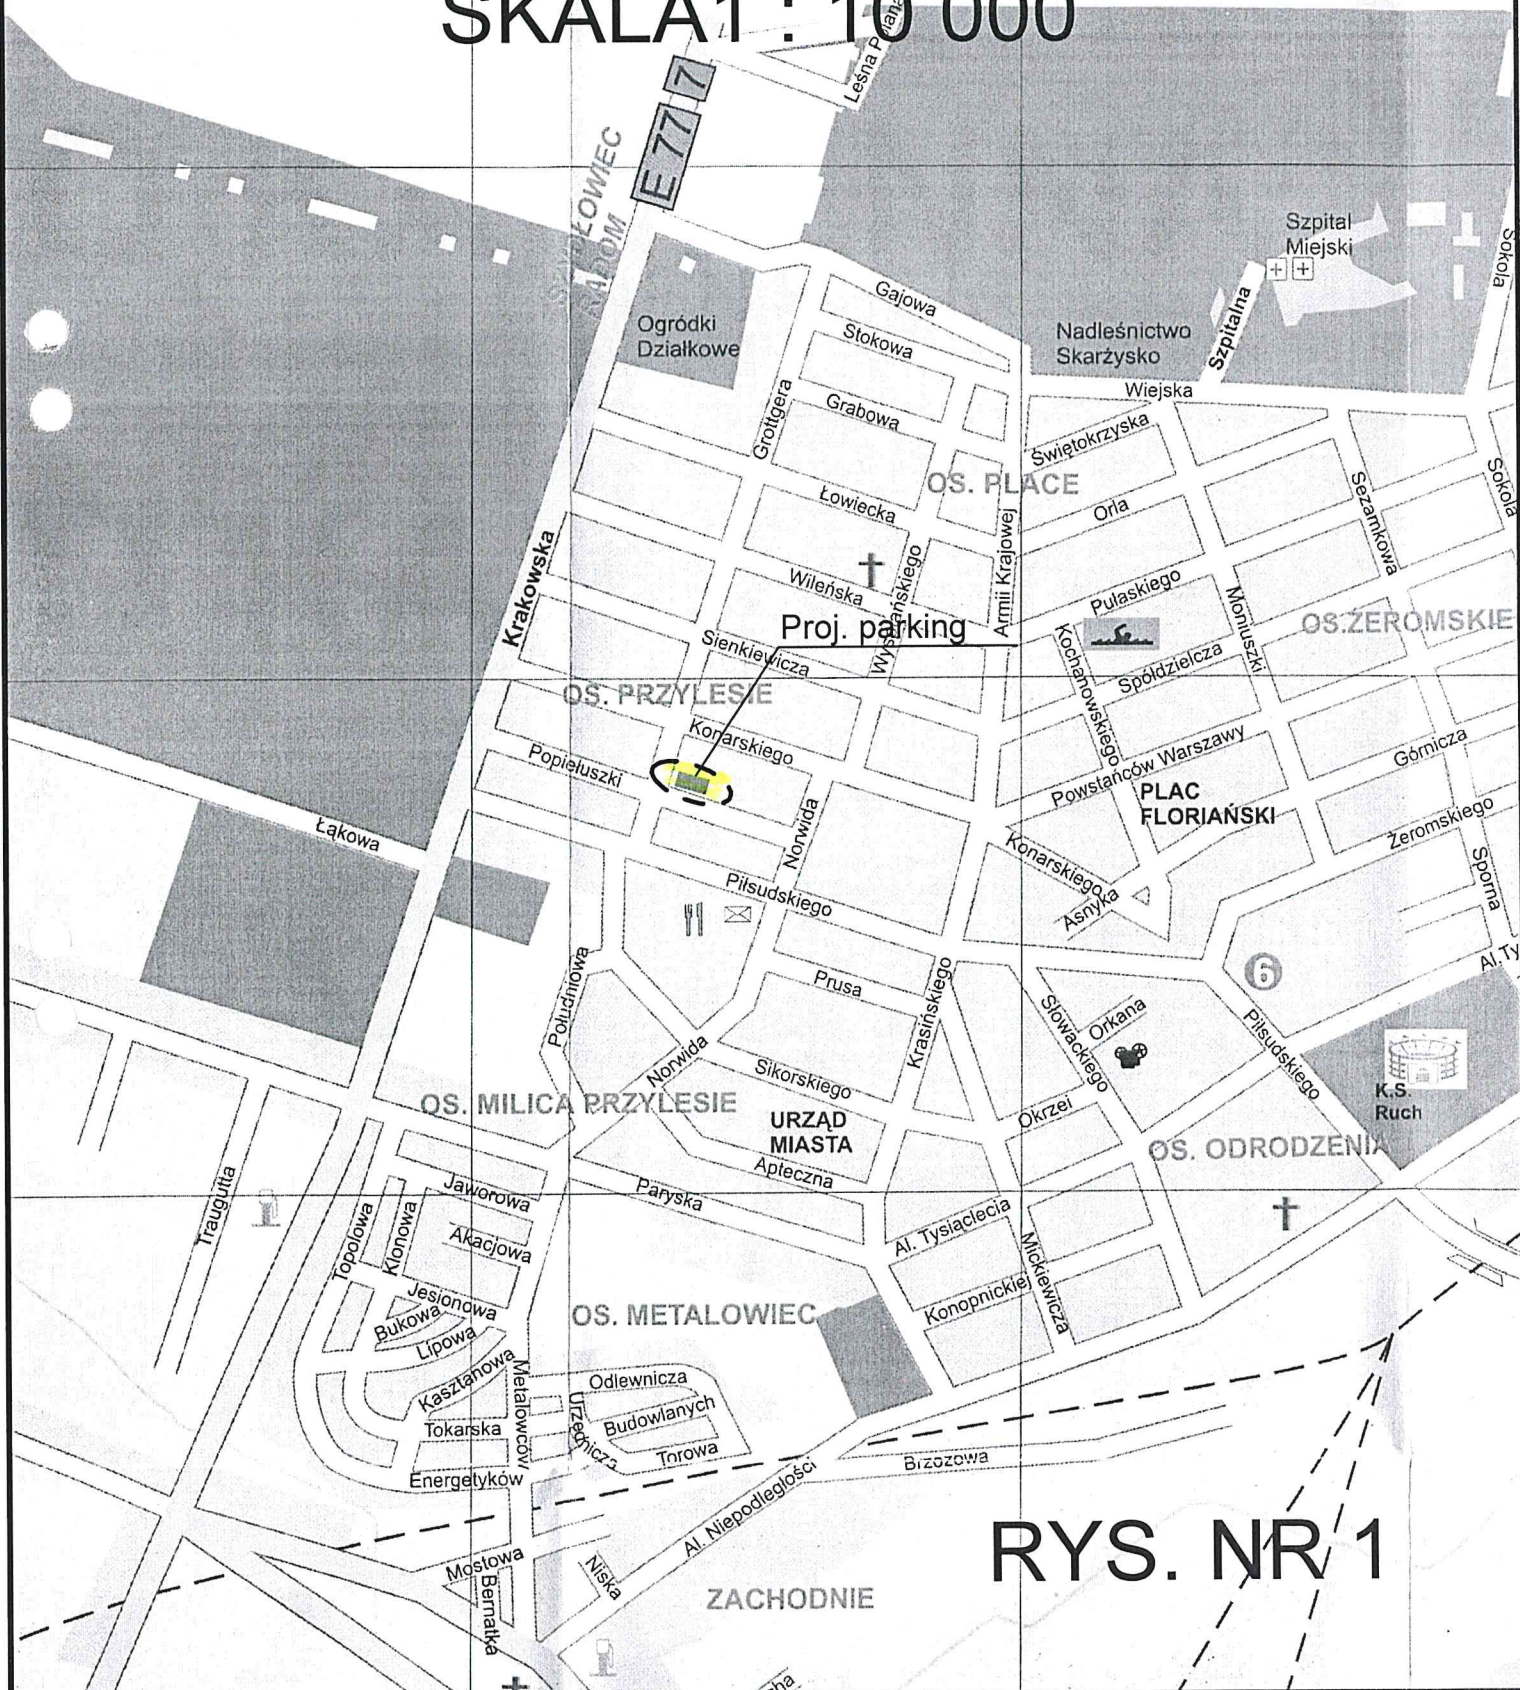 SKALA1 : 10 000
Leśna Polana
7
E 77
SZYDŁOWIEC
RADOM
Szpital
Miejski
Sokola
Gajowa
Ogródki
Działkowe
Stokowa
Nadleśnictwo
Skarżysko
Szpitalna
Wiejska
Grottgera
Grabowa
Świętokrzyska
OS. PLACE
Łowiecka
Orla
Sezamkowa
Sokola
Krakowska
Wileńska
Wyspiańskiego
Armii Krajowej
Pułaskiego
Moniuszki
OS.ŻEROMSKIE
Proj. parking
Sienkiewicza
Kochanowskiego
Spółdzielcza
OS. PRZYLESIE
Konarskiego
Popiełuszki
Powstańców Warszawy
Górnicza
PLAC
FLORIAŃSKI
Łąkowa
Norwida
Żeromskiego
Konarskiego
Piłsudskiego
Asnyka
Sporna
Al.Ty
6
Południowa
Prusa
Krasińskiego
Słowackiego
Orkana
Piłsudskiego
Norwida
Sikorskiego
K.S.
Ruch
OS. MILICA PRZYLESIE
URZĄD
MIASTA
Okrzei
OS. ODRODZENIA
Apteczna
Traugutta
Jaworowa
Paryska
Topolowa
Klonowa
Akacjowa
Al. Tysiąclecia
Mickiewicza
Jesionowa
Bukowa
OS. METALOWIEC
Konopnickiej
Lipowa
Kasztanowa
Metalowców
Odlewnicza
Urzędnicza
Budowlanych
Tokarska
Torowa
Energetyków
Brzozowa
Al. Niepodległości
RYS. NR 1
Mostowa
Bernatka
Niska
ZACHODNIE